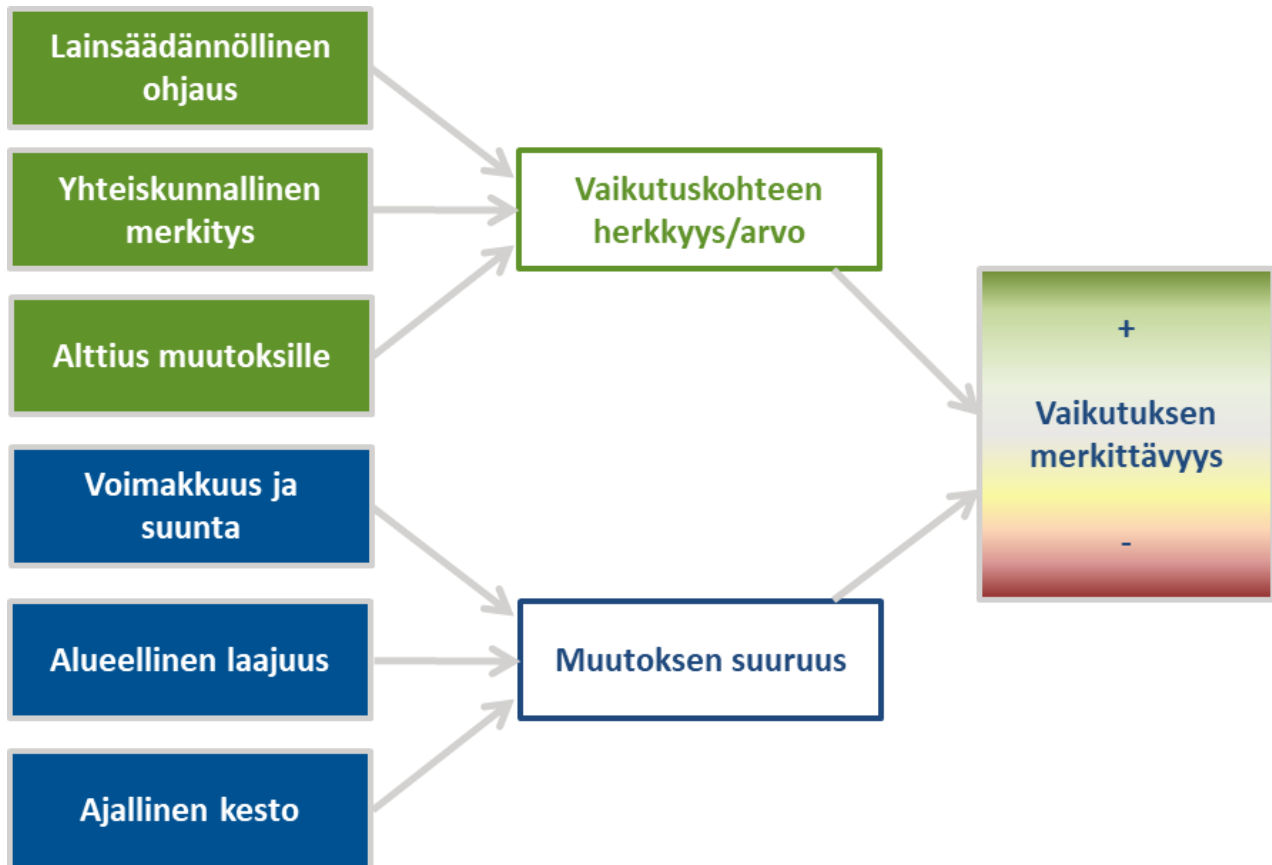 Lainsäädännöllinen
ohjaus
Yhteiskunnallinen
merkitys
Alttius muutoksille
Voimakkuus ja
suunta
Alueellinen laajuus
Ajallinen kesto
Vaikutuskohteen
herkkyys/arvo
Muutoksen suuruus
+
Vaikutuksen
merkittävyys
-